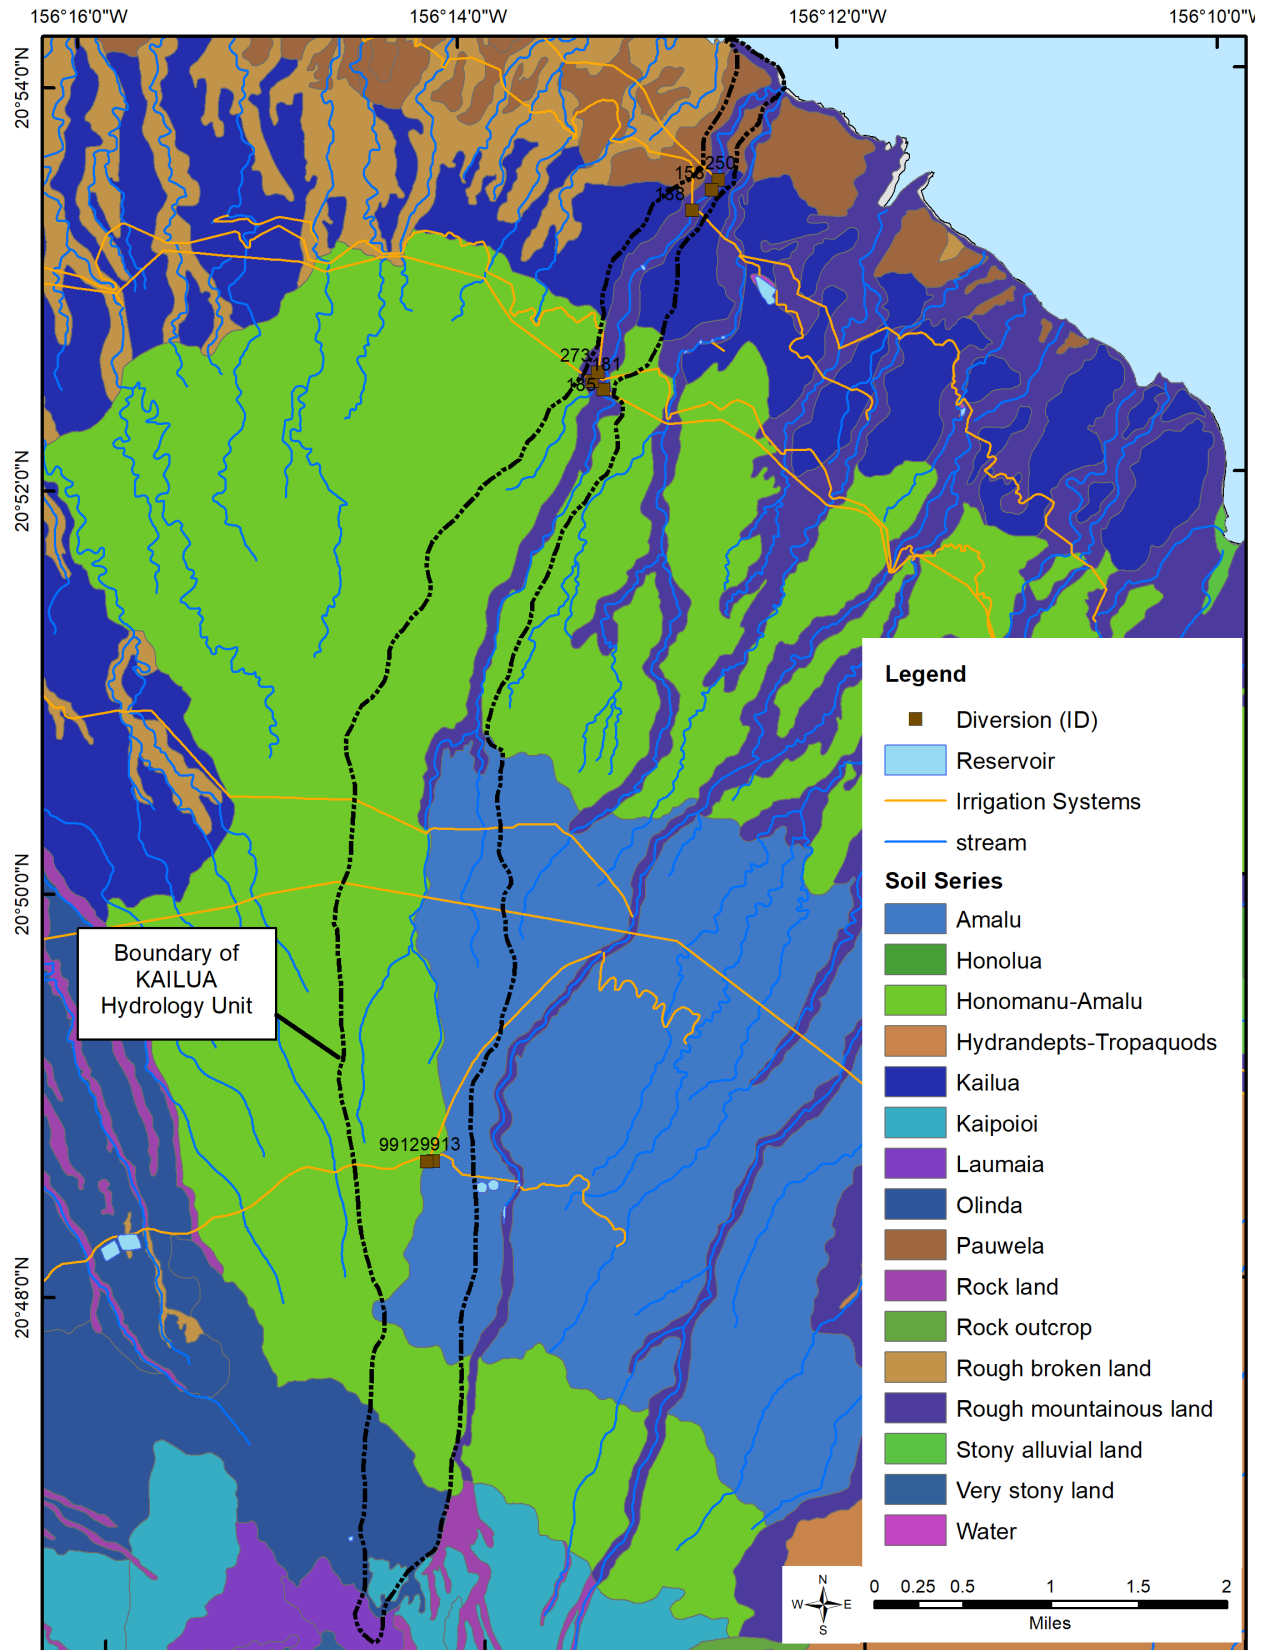 156°16'0"W
156°14'0"W
156°12'0"W
156°10'0"W
20°54'0"N
20°52'0"N
20°50'0"N
20°48'0"N
250
158
273
181
185
99129913
Boundary of
KAILUA
Hydrology Unit
Legend
Diversion (ID)
Reservoir
Irrigation Systems
stream
Soil Series
Amalu
Honolua
Honomanu-Amalu
Hydrandepts-Tropaquods
Kailua
Kaipoioi
Laumaia
Olinda
Pauwela
Rock land
Rock outcrop
Rough broken land
Rough mountainous land
Stony alluvial land
Very stony land
Water
N
W
E
S
0 0.25 0.5 1 1.5 2
Miles